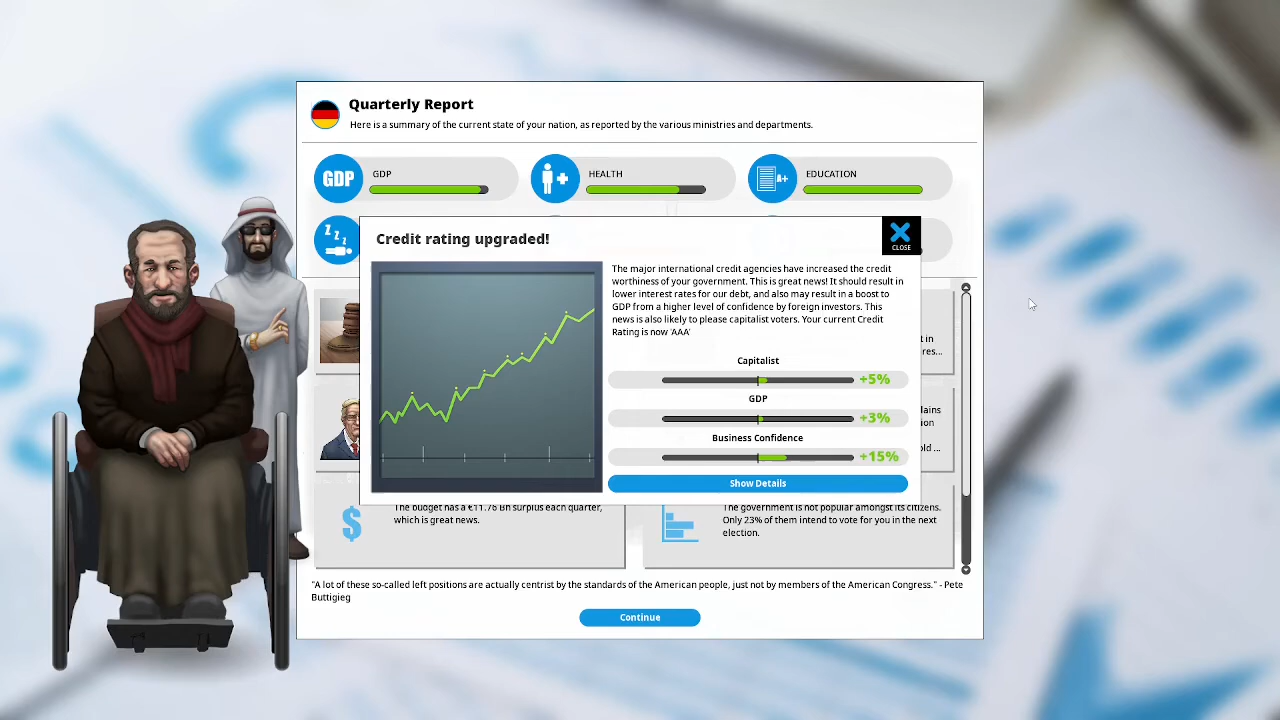 Quarterly Report
Here is a summary of the current state of your nation, as reported by the various ministries and departments.
GDP
GDP
HEALTH
A+
EDUCATION
Z Z Z
Credit rating upgraded!
CLOSE
The major international credit agencies have increased the credit
worthiness of your government. This is great news! It should result in
lower interest rates for our debt, and also may result in a boost to
GDP from a higher level of confidence by foreign investors. This
news is also likely to please capitalist voters. Your current Credit
Rating is now 'AAA'
Capitalist
+5%
GDP
+3%
Business Confidence
+15%
Show Details
t in
res...
lains
ion
old ...
$
The budget has a €11.76 Bn surplus each quarter,
which is great news.
The government is not popular amongst its citizens.
Only 23% of them intend to vote for you in the next
election.
"A lot of these so-called left positions are actually centrist by the standards of the American people, just not by members of the American Congress." - Pete
Buttigieg
Continue